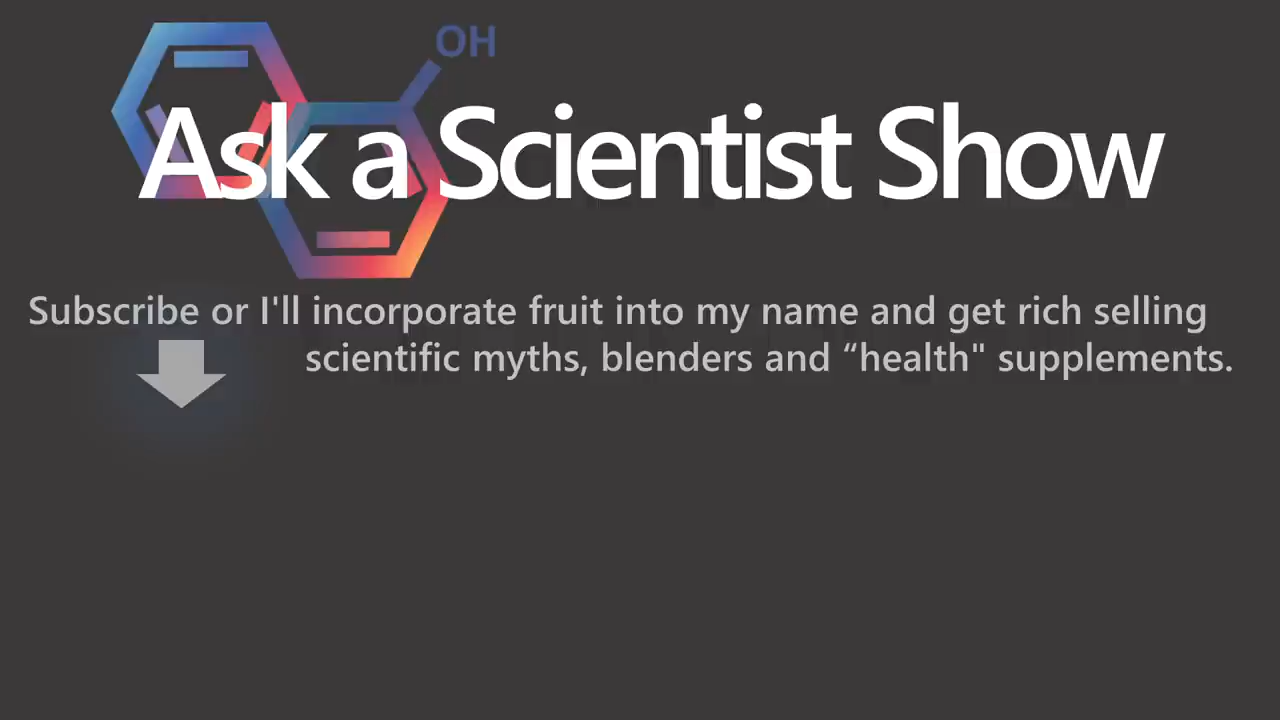 OH
Ask a Scientist Show
Subscribe or I'll incorporate fruit into my name and get rich selling
scientific myths, blenders and “health" supplements.